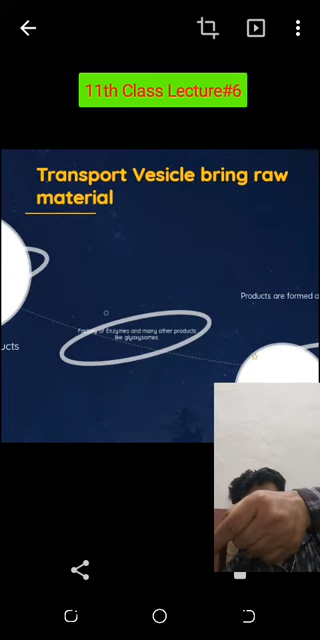 11th Class Lecture#6
Transport Vesicle bring raw
material
Products are formed a
Factory of Enzymes and many other products
like glyoxysomes
ucts